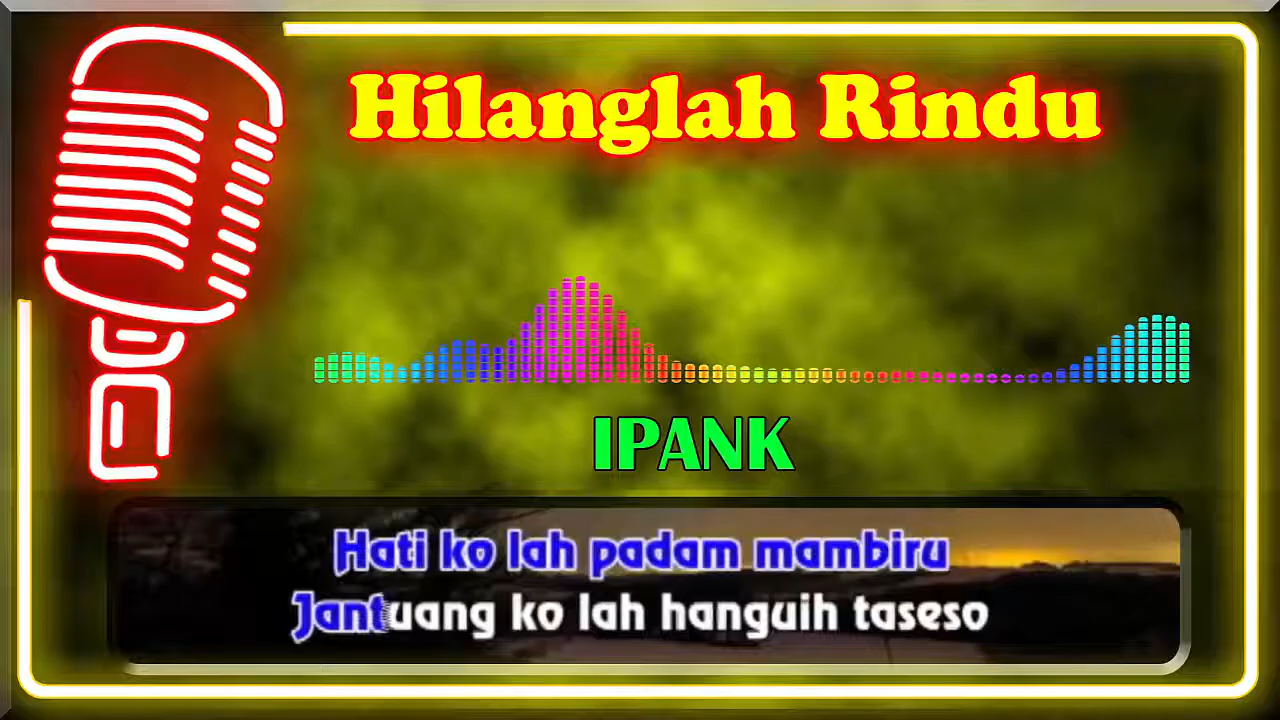 Hilanglah Rindu
IPANK
Hati ko lah padam mambiru
Jantuang ko lah hanguih taseso